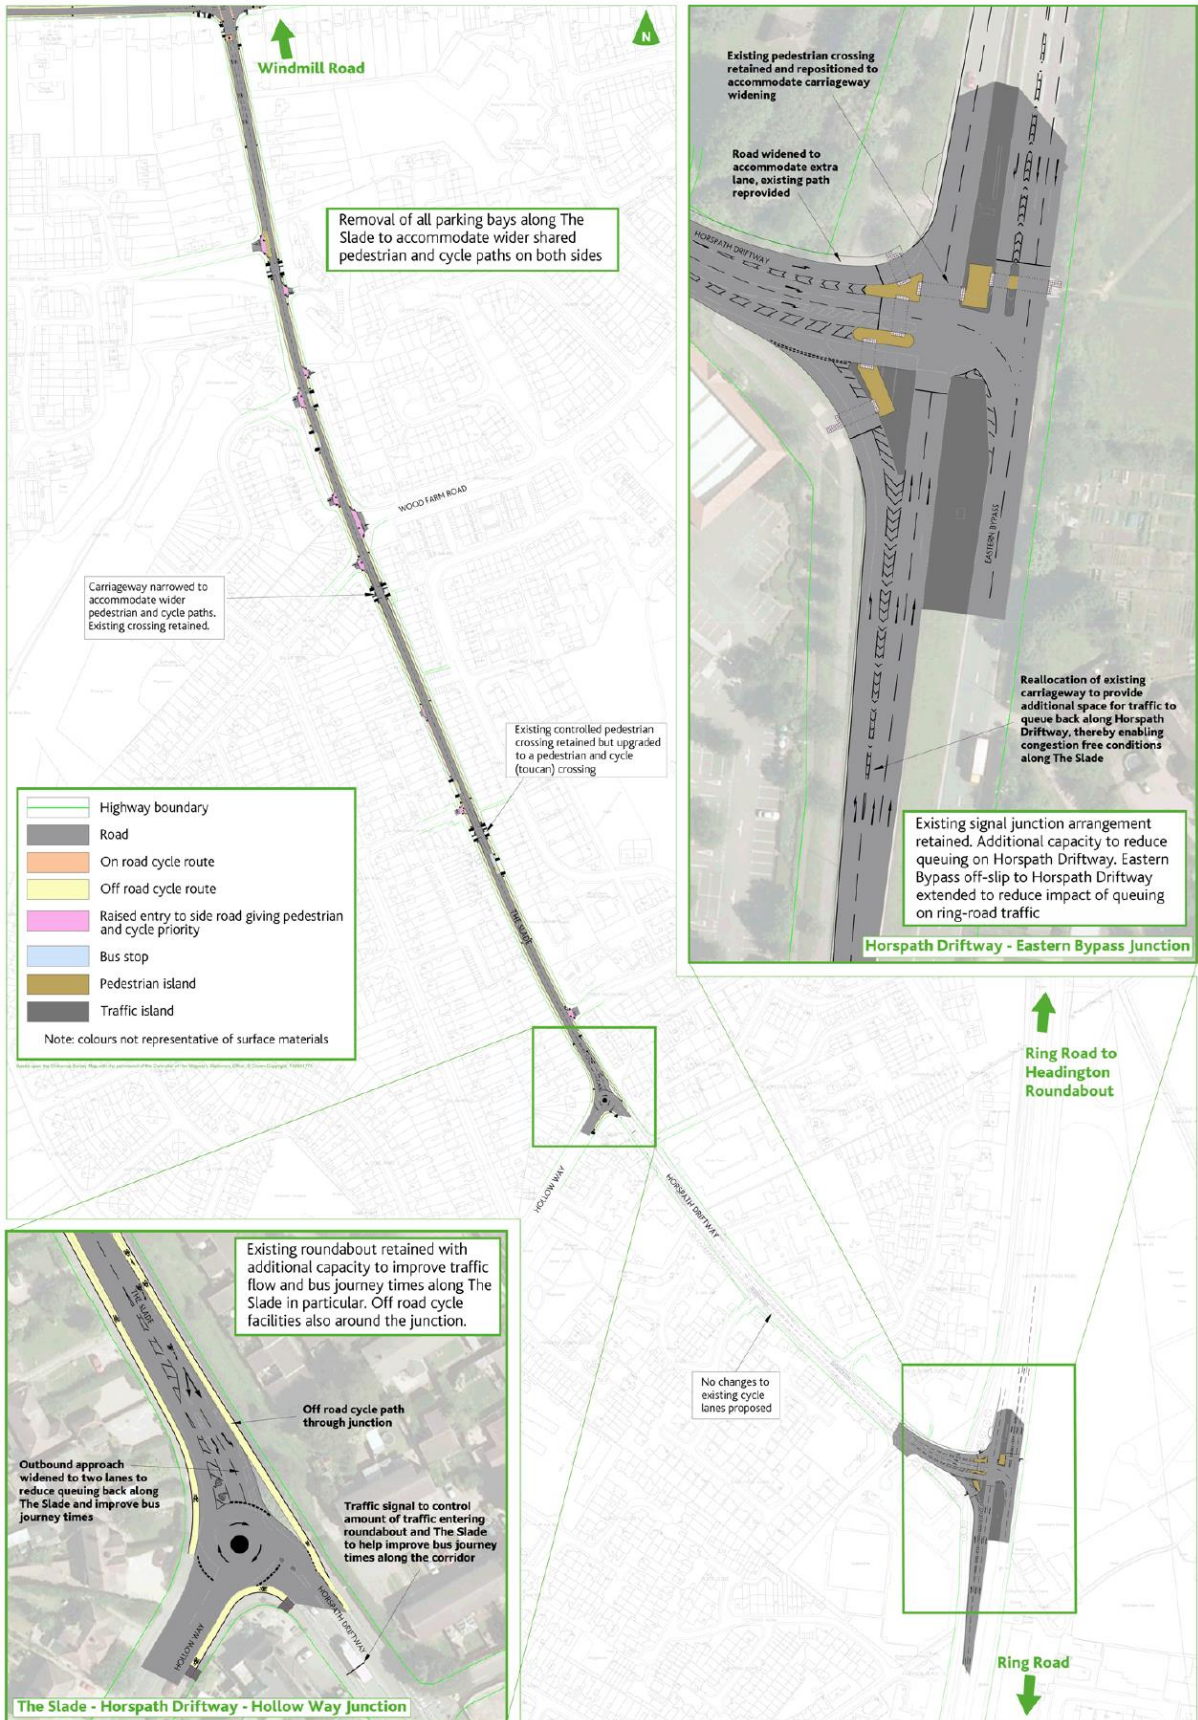 Windmill Road
N
Removal of all parking bays along The
Slade to accommodate wider shared
pedestrian and cycle paths on both sides
WOOD FARM ROAD
Carriageway narrowed to
accommodate wider
pedestrian and cycle paths.
Existing crossing retained.
Existing controlled pedestrian
crossing retained but upgraded
to a pedestrian and cycle
(toucan) crossing
THE SLADE
Highway boundary
Road
On road cycle route
Off road cycle route
Raised entry to side road giving pedestrian
and cycle priority
Bus stop
Pedestrian island
Traffic island
Note: colours not representative of surface materials
Existing pedestrian crossing
retained and repositioned to
accommodate carriageway
widening
Road widened to
accommodate extra
lane, existing path
reprovided
HORSPATH DRIFTWAY
EASTERN BYPASS
Reallocation of existing
carriageway to provide
additional space for traffic to
queue back along Horspath
Driftway, thereby enabling
congestion free conditions
along The Slade
Existing signal junction arrangement
retained. Additional capacity to reduce
queuing on Horspath Driftway. Eastern
Bypass off-slip to Horspath Driftway
extended to reduce impact of queuing
on ring-road traffic
Horspath Driftway - Eastern Bypass Junction
Ring Road to
Headington
Roundabout
HOLLOW WAY
HORSPATH DRIFTWAY
No changes to
existing cycle
lanes proposed
Ring Road
Existing roundabout retained with
additional capacity to improve traffic
flow and bus journey times along The
Slade in particular. Off road cycle
facilities also around the junction.
THE SLADE
Off road cycle path
through junction
Outbound approach
widened to two lanes to
reduce queuing back along
The Slade and improve bus
journey times
Traffic signal to control
amount of traffic entering
roundabout and The Slade
to help improve bus journey
times along the corridor
HORSPATH DRIFTWAY
HOLLOW WAY
The Slade - Horspath Driftway - Hollow Way Junction